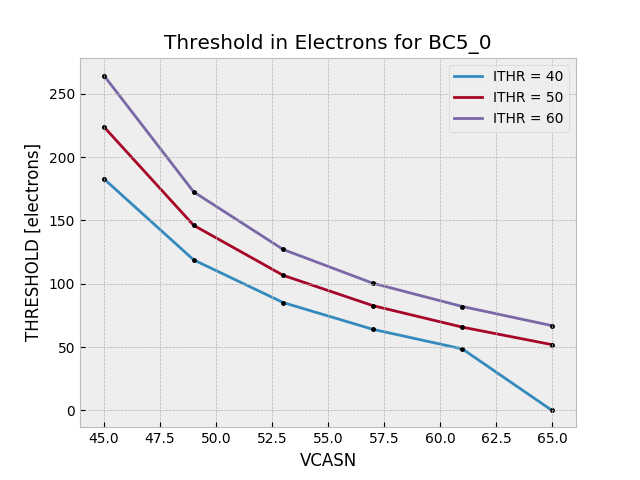 Threshold in Electrons for BC5_0
ITHR = 40
ITHR = 50
ITHR = 60
THRESHOLD [electrons]
250
200
150
100
50
0
45.0 47.5 50.0 52.5 55.0 57.5 60.0 62.5 65.0
VCASN